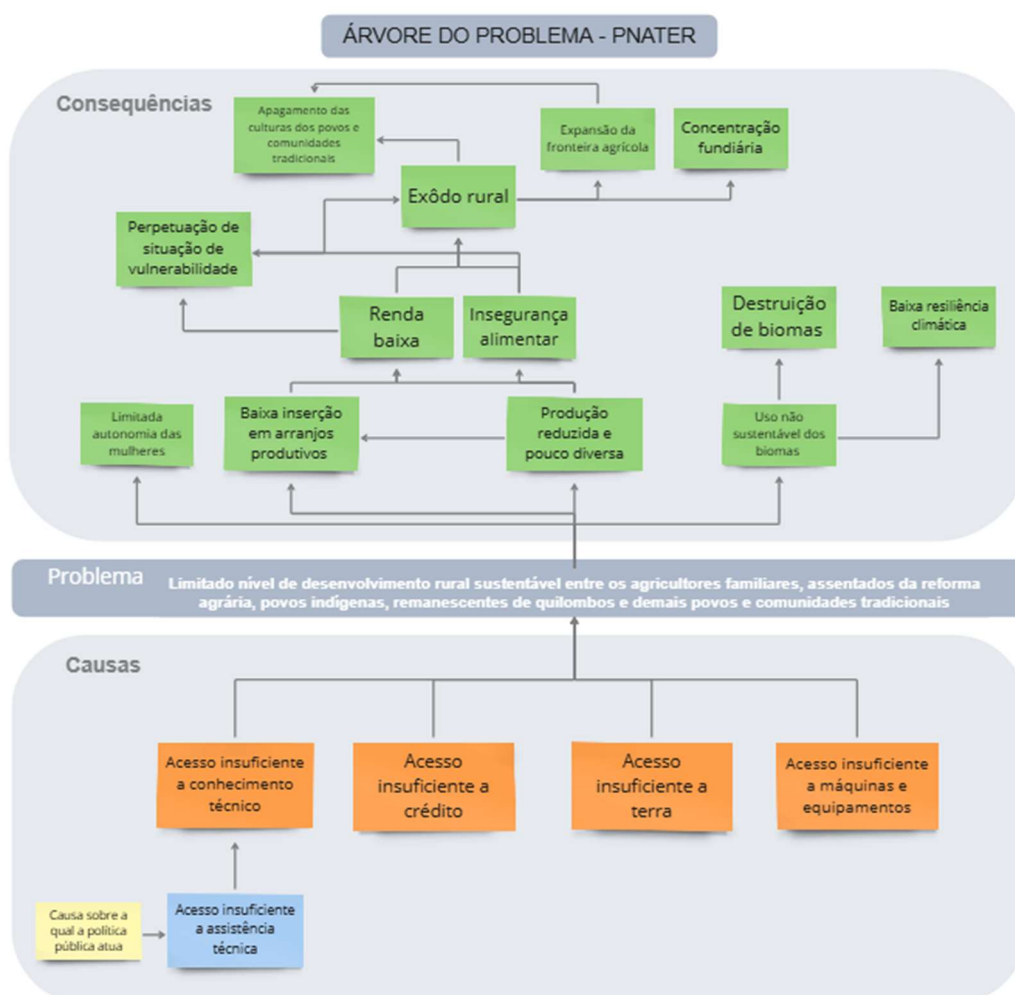 ÁRVORE DO PROBLEMA - PNATER
Consequências
Apagamento das
culturas dos povos e
comunidades
tradicionais
Expansão da
fronteira agrícola
Concentração
fundiária
Exôdo rural
Perpetuação de
situação de
vulnerabilidade
Renda
baixa
Insegurança
alimentar
Destruição
de biomas
Baixa resiliência
climática
Limitada
autonomia das
mulheres
Baixa inserção
em arranjos
produtivos
Produção
reduzida e
pouco diversa
Uso não
sustentável dos
biomas
Problema
Limitado nível de desenvolvimento rural sustentável entre os agricultores familiares, assentados da reforma
agrária, povos indígenas, remanescentes de quilombos e demais povos e comunidades tradicionais
Causas
Acesso insuficiente
a conhecimento
técnico
Acesso
insuficiente a
crédito
Acesso
insuficiente a
terra
Acesso insuficiente
a máquinas e
equipamentos
Causa sobre a
qual a política
pública atua
Acesso insuficiente
a assistência
técnica